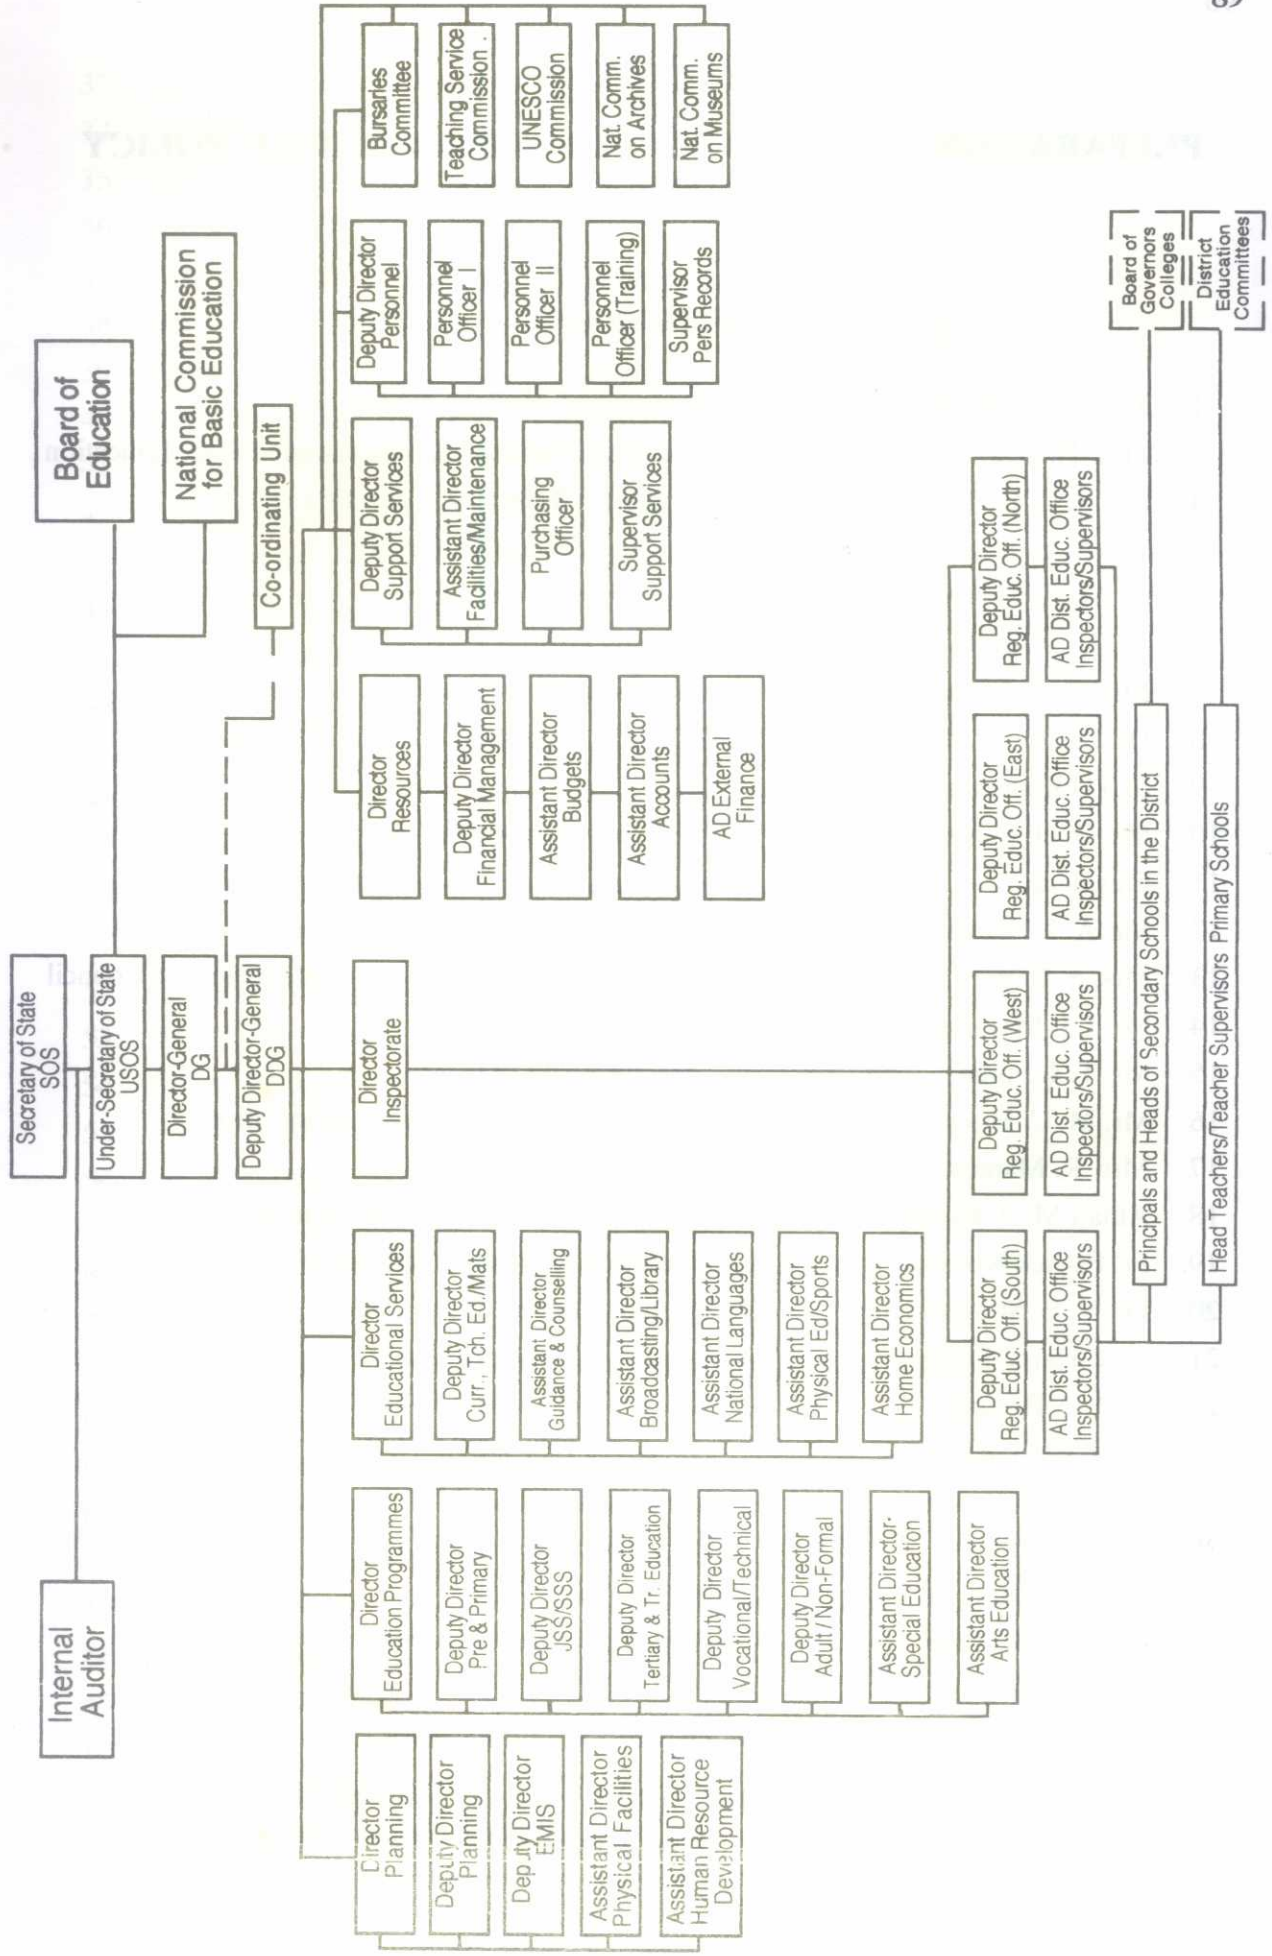 Secretary of State
SOS
Internal
Auditor
Under-Secretary of State
USOS
Board of
Education
Director-General
DG
National Commission
for Basic Education
Deputy Director-General
DDG
Co-ordinating Unit
Director
Planning
Deputy Director
Planning
Deputy Director
EMIS
Assistant Director
Physical Facilities
Assistant Director
Human Resource
Development
Director
Education Programmes
Deputy Director
Pre & Primary
Deputy Director
JSS/SSS
Deputy Director
Tertiary & Tr. Education
Deputy Director
Vocational/Technical
Deputy Director
Adult / Non-Formal
Assistant Director-
Special Education
Assistant Director
Arts Education
Director
Educational Services
Deputy Director
Curr., Tch. Ed./Mats
Assistant Director
Guidance & Counselling
Assistant Director
Broadcasting/Library
Assistant Director
National Languages
Assistant Director
Physical Ed/Sports
Assistant Director
Home Economics
Director
Inspectorate
Director
Resources
Deputy Director
Financial Management
Assistant Director
Budgets
Assistant Director
Accounts
AD External
Finance
Deputy Director
Support Services
Assistant Director
Facilities/Maintenance
Purchasing
Officer
Supervisor
Support Services
Deputy Director
Personnel
Personnel
Officer I
Personnel
Officer II
Personnel
Officer (Training)
Supervisor
Pers Records
Bursaries
Committee
Teaching Service
Commission .
UNESCO
Commission
Nat. Comm.
on Archives
Nat. Comm.
on Museums
Deputy Director
Reg. Educ. Off. (South)
AD Dist. Educ. Office
Inspectors/Supervisors
Deputy Director
Reg. Educ. Off. (West)
AD Dist. Educ. Office
Inspectors/Supervisors
Deputy Director
Reg. Educ. Off. (East)
AD Dist. Educ. Office
Inspectors/Supervisors
Deputy Director
Reg. Educ. Off. (North)
AD Dist. Educ. Office
Inspectors/Supervisors
Principals and Heads of Secondary Schools in the District
Board of
Governors
Colleges
Head Teachers/Teacher Supervisors Primary Schools
District
Education
Committees